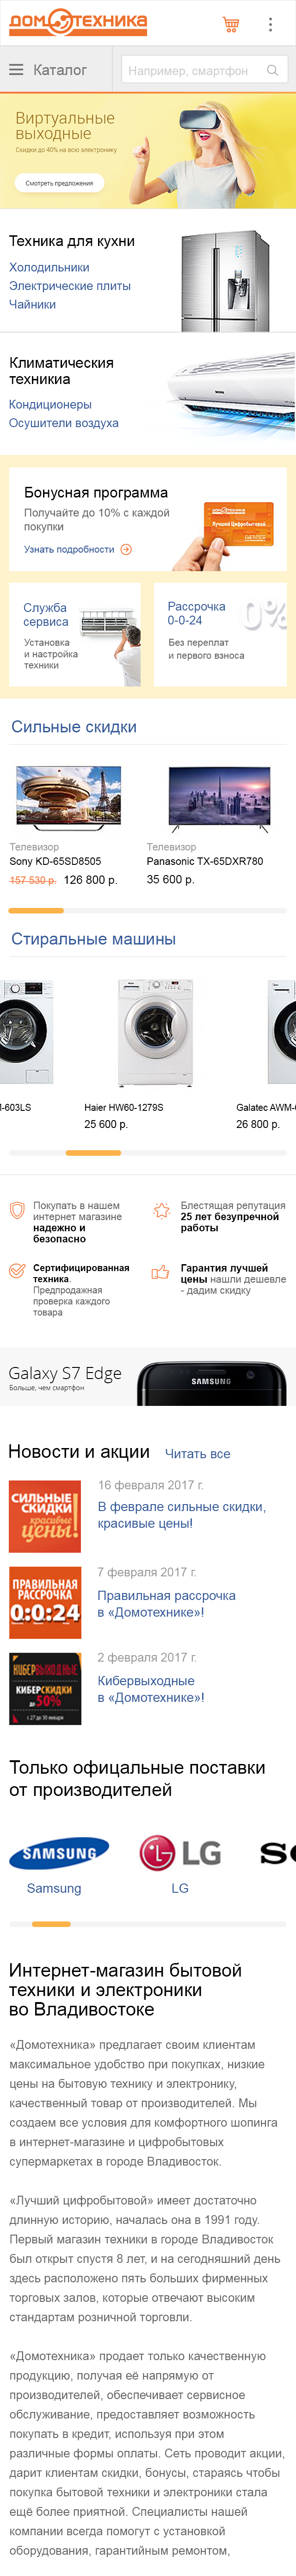 ДОМОТЕХНИКА
Каталог
Например, смартфон
Виртуальные
выходные
Скидки до 40% на всю электронику
Смотреть предложения
Техника для кухни
Холодильники
Электрические плиты
Чайники
Климатическия
техникиа
Кондиционеры
Осушители воздуха
Бонусная программа
Получайте до 10% с каждой
покупки
Узнать подробности
Лучший Цифробытовой
Служба
сервиса
Установка
и настройка
техники
Рассрочка
0-0-24
0%
Без переплат
и первого взноса
Сильные скидки
Телевизор
Sony KD-65SD8505
157 530 р. 126 800 р.
Телевизор
Panasonic TX-65DXR780
35 600 р.
Стиральные машины
-603LS
Haier HW60-1279S
25 600 р.
Galatec AWM-
26 800 р.
Покупать в нашем
интернет магазине
надежно и
безопасно
Блестящая репутация
25 лет безупречной
работы
Сертифицированная
техника.
Предпродажная
проверка каждого
товара
Гарантия лучшей
цены нашли дешевле
- дадим скидку
Galaxy S7 Edge
Больше, чем смартфон
SAMSUNG
Новости и акции Читать все
СИЛЬНЫЕ
СКИДКИ
красивые
цены!
16 февраля 2017 г.
В феврале сильные скидки,
красивые цены!
ПРАВИЛЬНАЯ
РАССРОЧКА
0:0:24
7 февраля 2017 г.
Правильная рассрочка
в «Домотехнике»!
КИБЕРВЫХОДНЫЕ
КИБЕРСКИДКИ
до 50%
с 27 до 30 января
2 февраля 2017 г.
Кибервыходные
в «Домотехнике»!
Только офицальные поставки
от производителей
SAMSUNG
Samsung
LG
LG
SO
Интернет-магазин бытовой
техники и электроники
во Владивостоке
«Домотехника» предлагает своим клиентам
максимальное удобство при покупках, низкие
цены на бытовую технику и электронику,
качественный товар от производителей. Мы
создаем все условия для комфортного шопинга
в интернет-магазине и цифробытовых
супермаркетах в городе Владивосток.
«Лучший цифробытовой» имеет достаточно
длинную историю, началась она в 1991 году.
Первый магазин техники в городе Владивосток
был открыт спустя 8 лет, и на сегодняшний день
здесь расположено пять больших фирменных
торговых залов, которые отвечают высоким
стандартам розничной торговли.
«Домотехника» продает только качественную
продукцию, получая её напрямую от
производителей, обеспечивает сервисное
обслуживание, предоставляет возможность
покупать в кредит, используя при этом
различные формы оплаты. Сеть проводит акции,
дарит клиентам скидки, бонусы, стараясь чтобы
покупка бытовой техники и электроники стала
ещё более приятной. Специалисты нашей
компании всегда помогут с установкой
оборудования, гарантийным ремонтом,